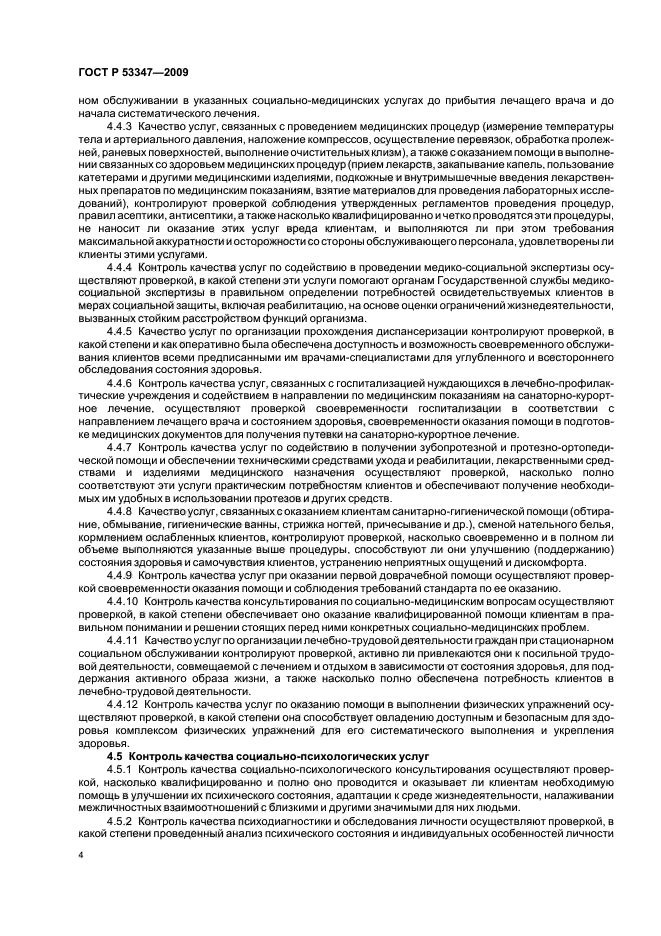 ГОСТ Р 53347—2009
ном обслуживании в указанных социально-медицинских услугах до прибытия лечащего врача и до
начала систематического лечения.
4.4.3 Качество услуг, связанных с проведением медицинских процедур (измерение температуры
тела и артериального давления, наложение компрессов, осуществление перевязок, обработка пролеж-
ней, раневых поверхностей, выполнение очистительных клизм), а также с оказанием помощи в выполне-
нии связанных со здоровьем медицинских процедур (прием лекарств, закапывание капель, пользование
катетерами и другими медицинскими изделиями, подкожные и внутримышечные введения лекарствен-
ных препаратов по медицинским показаниям, взятие материалов для проведения лабораторных иссле-
дований), контролируют проверкой соблюдения утвержденных регламентов проведения процедур,
правил асептики, антисептики, а также насколько квалифицированно и четко проводятся эти процедуры,
не наносит ли оказание этих услуг вреда клиентам, и выполняются ли при этом требования
максимальной аккуратности и осторожности со стороны обслуживающего персонала, удовлетворены ли
клиенты этими услугами.
4.4.4 Контроль качества услуг по содействию в проведении медико-социальной экспертизы осу-
ществляют проверкой, в какой степени эти услуги помогают органам Государственной службы медико-
социальной экспертизы в правильном определении потребностей освидетельствуемых клиентов в
мерах социальной защиты, включая реабилитацию, на основе оценки ограничений жизнедеятельности,
вызванных стойким расстройством функций организма.
4.4.5 Качество услуг по организации прохождения диспансеризации контролируют проверкой, в
какой степени и как оперативно была обеспечена доступность и возможность своевременного обслужи-
вания клиентов всеми предписанными им врачами-специалистами для углубленного и всестороннего
обследования состояния здоровья.
4.4.6 Контроль качества услуг, связанных с госпитализацией нуждающихся в лечебно-профилак-
тические учреждения и содействием в направлении по медицинским показаниям на санаторно-курорт-
ное лечение, осуществляют проверкой своевременности госпитализации в соответствии с
направлением лечащего врача и состоянием здоровья, своевременности оказания помощи в подготов-
ке медицинских документов для получения путевки на санаторно-курортное лечение.
4.4.7 Контроль качества услуг по содействию в получении зубопротезной и протезно-ортопеди-
ческой помощи и обеспечении техническими средствами ухода и реабилитации, лекарственными сред-
ствами и изделиями медицинского назначения осуществляют проверкой, насколько полно
соответствуют эти услуги практическим потребностям клиентов и обеспечивают получение необходи-
мых им удобных в использовании протезов и других средств.
4.4.8 Качество услуг, связанных с оказанием клиентам санитарно-гигиенической помощи (обтира-
ние, обмывание, гигиенические ванны, стрижка ногтей, причесывание и др.), сменой нательного белья,
кормлением ослабленных клиентов, контролируют проверкой, насколько своевременно и в полном ли
объеме выполняются указанные выше процедуры, способствуют ли они улучшению (поддержанию)
состояния здоровья и самочувствия клиентов, устранению неприятных ощущений и дискомфорта.
4.4.9 Контроль качества услуг при оказании первой доврачебной помощи осуществляют провер-
кой своевременности оказания помощи и соблюдения требований стандарта по ее оказанию.
4.4.10 Контроль качества консультирования по социально-медицинским вопросам осуществляют
проверкой, в какой степени обеспечивает оно оказание квалифицированной помощи клиентам в пра-
вильном понимании и решении стоящих перед ними конкретных социально-медицинских проблем.
4.4.11 Качество услуг по организации лечебно-трудовой деятельности граждан при стационарном
социальном обслуживании контролируют проверкой, активно ли привлекаются они к посильной трудо-
вой деятельности, совмещаемой с лечением и отдыхом в зависимости от состояния здоровья, для под-
держания активного образа жизни, а также насколько полно обеспечена потребность клиентов в
лечебно-трудовой деятельности.
4.4.12 Контроль качества услуг по оказанию помощи в выполнении физических упражнений осу-
ществляют проверкой, в какой степени она способствует овладению доступным и безопасным для здо-
ровья комплексом физических упражнений для его систематического выполнения и укрепления
здоровья.
4.5 Контроль качества социально-психологических услуг
4.5.1 Контроль качества социально-психологического консультирования осуществляют провер-
кой, насколько квалифицированно и полно оно проводится и оказывает ли клиентам необходимую
помощь в улучшении их психического состояния, адаптации к среде жизнедеятельности, налаживании
межличностных взаимоотношений с близкими и другими значимыми для них людьми.
4.5.2 Контроль качества психодиагностики и обследования личности осуществляют проверкой, в
какой степени проведенный анализ психического состояния и индивидуальных особенностей личности
4